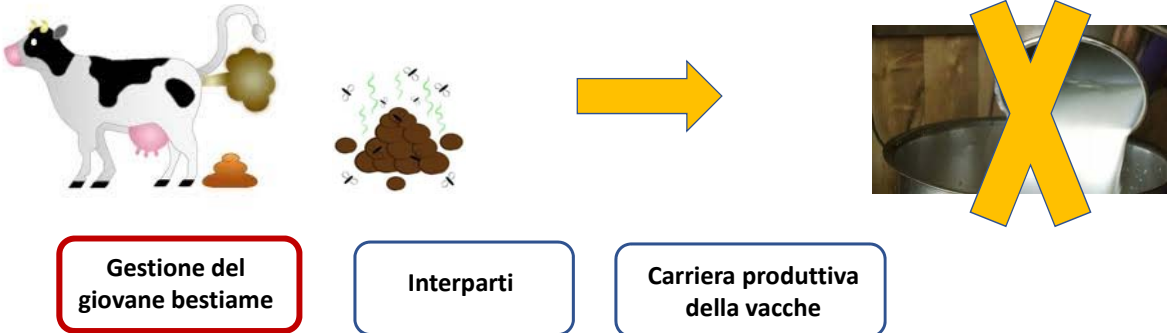 Gestione del
giovane bestiame
Interparti
Carriera produttiva
della vacche